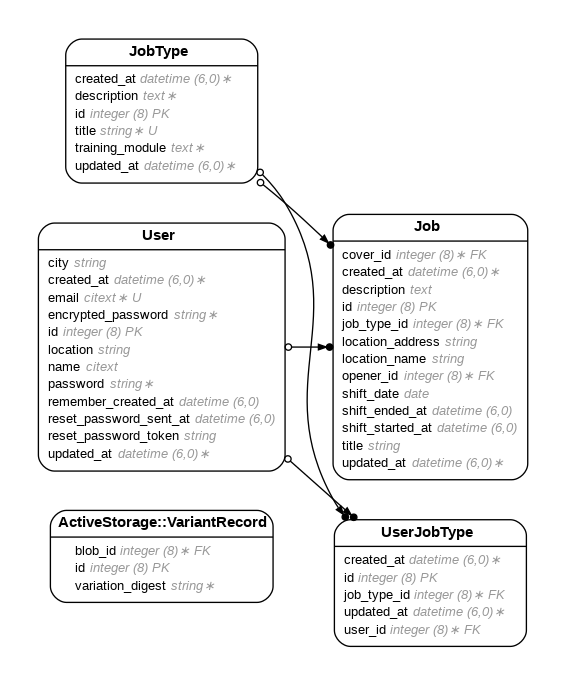 JobType
created_at datetime (6,0)∗
description text∗
id integer (8) PK
title string∗ U
training_module text∗
updated_at datetime (6,0)∗
User
city string
created_at datetime (6,0)∗
email citext∗ U
encrypted_password string∗
id integer (8) PK
location string
name citext
password string∗
remember_created_at datetime (6,0)
reset_password_sent_at datetime (6,0)
reset_password_token string
updated_at datetime (6,0)∗
Job
cover_id integer (8)∗ FK
created_at datetime (6,0)∗
description text
id integer (8) PK
job_type_id integer (8)∗ FK
location_address string
location_name string
opener_id integer (8)∗ FK
shift_date date
shift_ended_at datetime (6,0)
shift_started_at datetime (6,0)
title string
updated_at datetime (6,0)∗
ActiveStorage::VariantRecord
blob_id integer (8)∗ FK
id integer (8) PK
variation_digest string∗
UserJobType
created_at datetime (6,0)∗
id integer (8) PK
job_type_id integer (8)∗ FK
updated_at datetime (6,0)∗
user_id integer (8)∗ FK